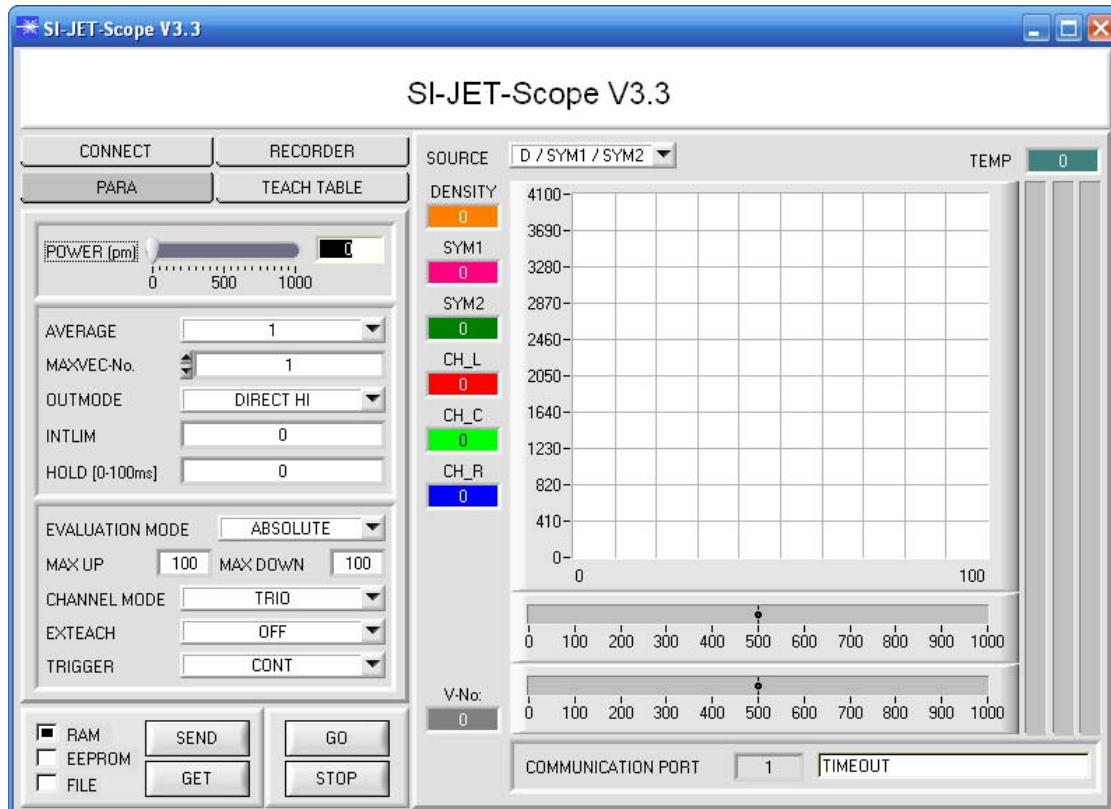 SI-JET-Scope V3.3
SI-JET-Scope V3.3
CONNECT
RECORDER
PARA
TEACH TABLE
POWER (pm)
0
0 500 1000
AVERAGE 1
MAXVEC-No. 1
OUTMODE DIRECT HI
INTLIM 0
HOLD [0-100ms] 0
EVALUATION MODE ABSOLUTE
MAX UP 100 MAX DOWN 100
CHANNEL MODE TRIO
EXTEACH OFF
TRIGGER CONT
RAM
EEPROM
FILE
SEND
GET
GO
STOP
SOURCE D / SYM1 / SYM2
TEMP 0
DENSITY
0
SYM1
0
SYM2
0
CH_L
0
CH_C
0
CH_R
0
V-No:
0
4100
3690
3280
2870
2460
2050
1640
1230
820
410
0
0 100
0 100 200 300 400 500 600 700 800 900 1000
0 100 200 300 400 500 600 700 800 900 1000
COMMUNICATION PORT 1 TIMEOUT